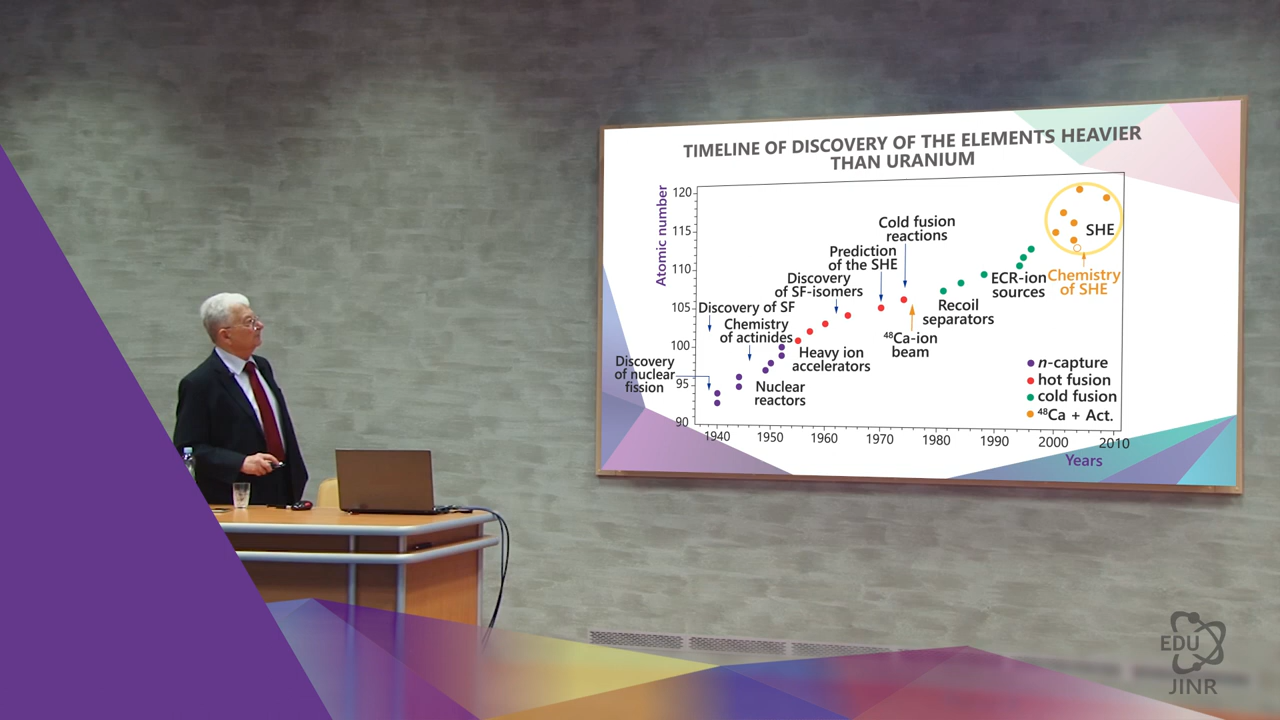 TIMELINE OF DISCOVERY OF THE ELEMENTS HEAVIER
THAN URANIUM
Atomic number
120
115
110
105
100
95
90
Cold fusion
reactions
Prediction
of the SHE
Discovery
of SF-isomers
Discovery of SF
Chemistry
of actinides
Discovery
of nuclear
fission
Nuclear
reactors
Heavy ion
accelerators
⁴⁸Ca-ion
beam
Recoil
separators
ECR-ion
sources
SHE
Chemistry
of SHE
n-capture
hot fusion
cold fusion
⁴⁸Ca + Act.
1940 1950 1960 1970 1980 1990 2000 2010
Years
EDU
JINR